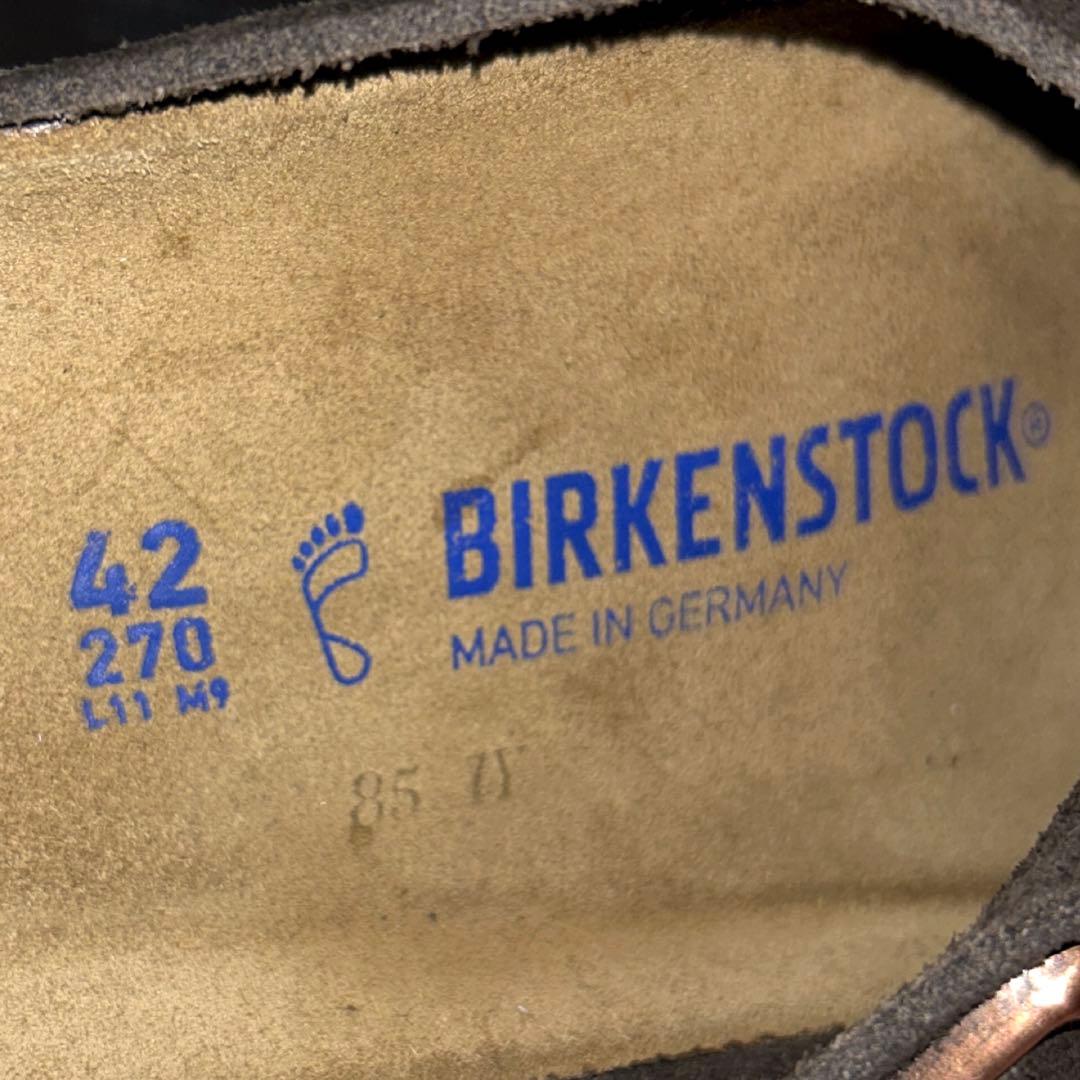 42
270
L11 M9
BIRKENSTOCK®
MADE IN GERMANY
85